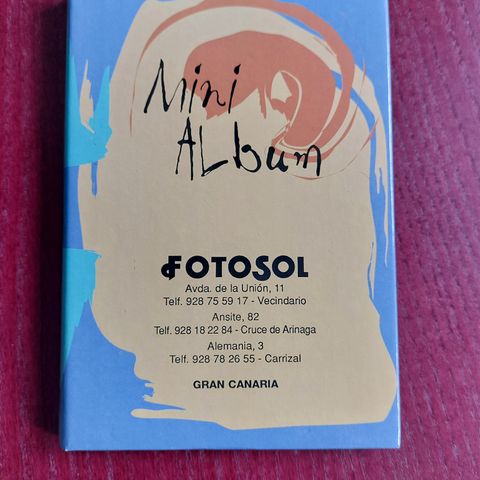 Mini
ALbum
FOTOSOL
Avda. de la Unión, 11
Telf. 928 75 59 17 - Vecindario
Ansite, 82
Telf. 928 18 22 84 - Cruce de Arinaga
Alemania, 3
Telf. 928 78 26 55 - Carrizal
GRAN CANARIA